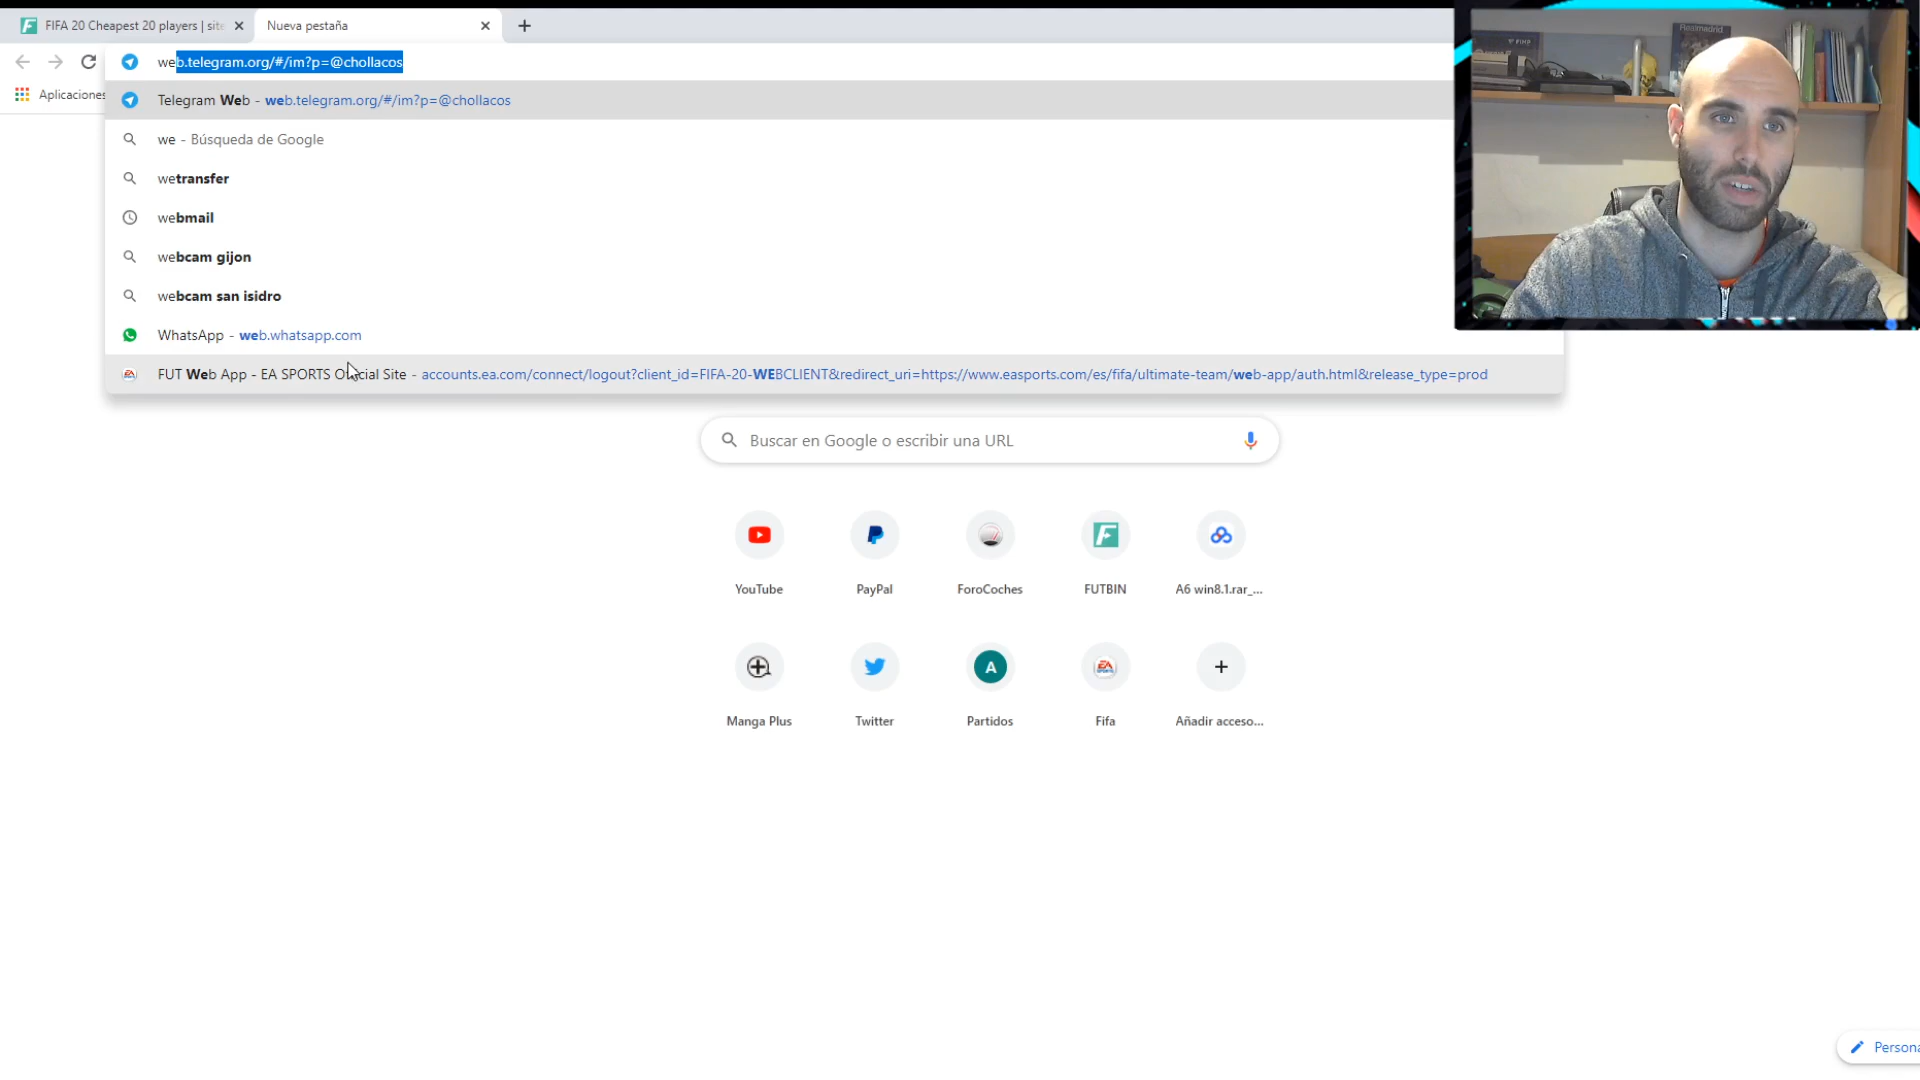 FIFA 20 Cheapest 20 players | site
Nueva pestaña
web.telegram.org/#/im?p=@chollacos
Aplicaciones
Telegram Web - web.telegram.org/#/im?p=@chollacos
we - Búsqueda de Google
wetransfer
webmail
webcam gijon
webcam san isidro
WhatsApp - web.whatsapp.com
FUT Web App - EA SPORTS Official Site - accounts.ea.com/connect/logout?client_id=FIFA-20-WEBCLIENT&redirect_uri=https://www.easports.com/es/fifa/ultimate-team/web-app/auth.html&release_type=prod
Buscar en Google o escribir una URL
YouTube
PayPal
ForoCoches
FUTBIN
A6 win8.1.rar_...
Manga Plus
Twitter
A
Partidos
Fifa
Añadir acceso...
Persona
Realmadrid